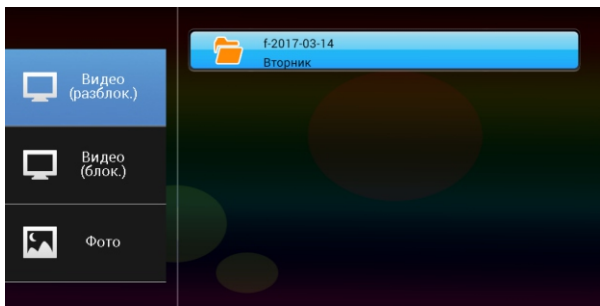 f-2017-03-14
Вторник
Видео
(разблок.)
Видео
(блок.)
Фото